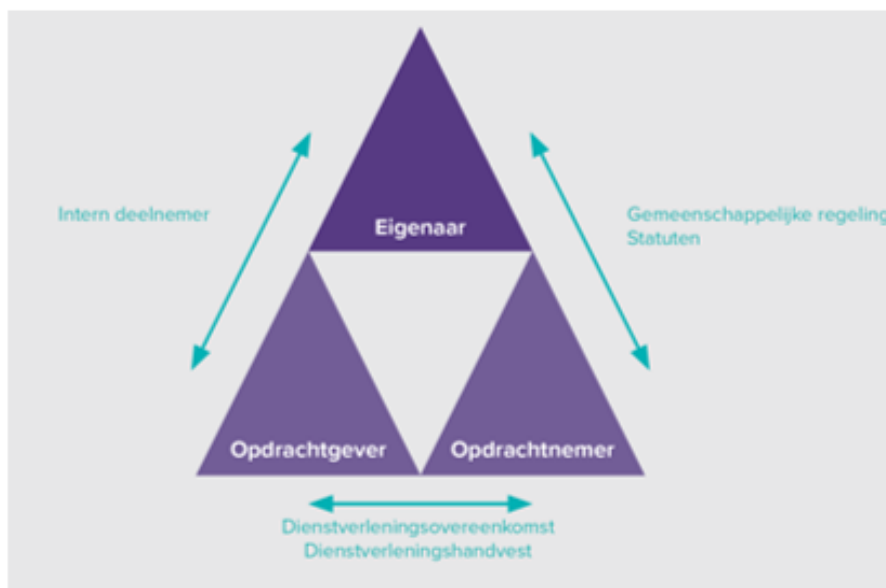 Intern deelnemer
Gemeenschappelijke regeling
Statuten
Eigenaar
Opdrachtgever
Opdrachtnemer
Dienstverleningsovereenkomst
Dienstverleningshandvest